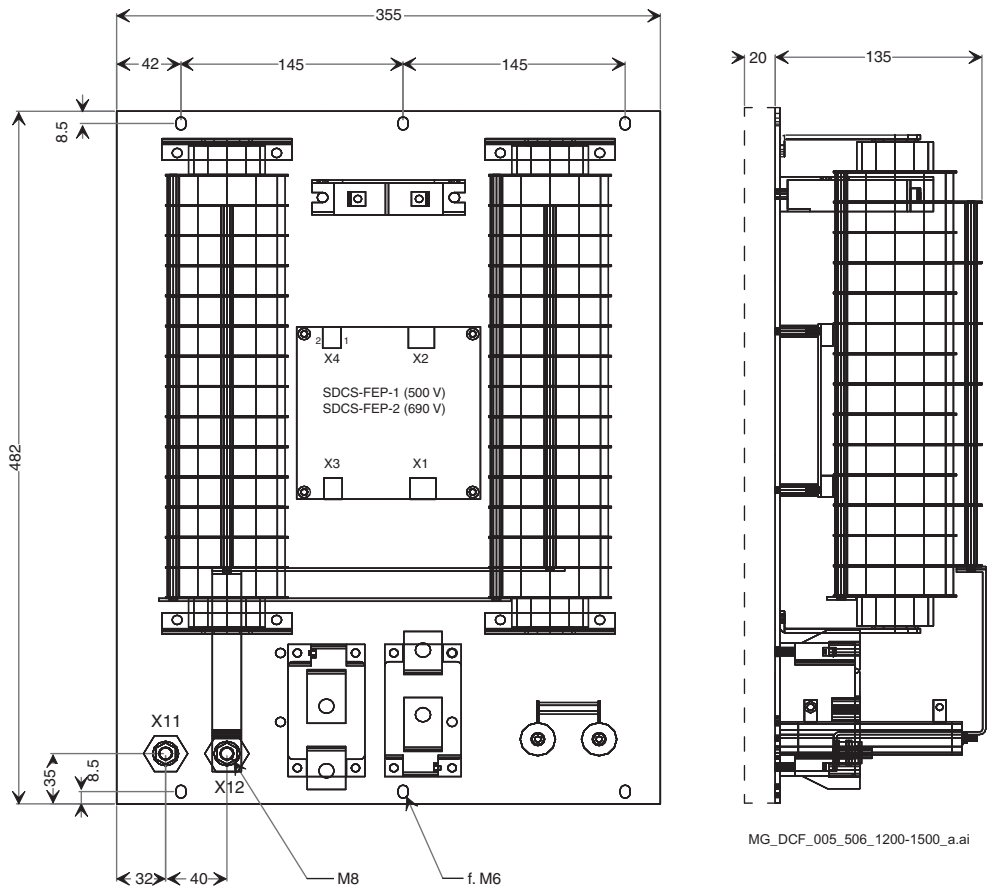 355
42
145
145
20
135
8.5
482
2
1
X4
X2
SDCS-FEP-1 (500 V)
SDCS-FEP-2 (690 V)
X3
X1
X11
X12
35
8.5
32
40
M8
f. M6
MG_DCF_005_506_1200-1500_a.ai